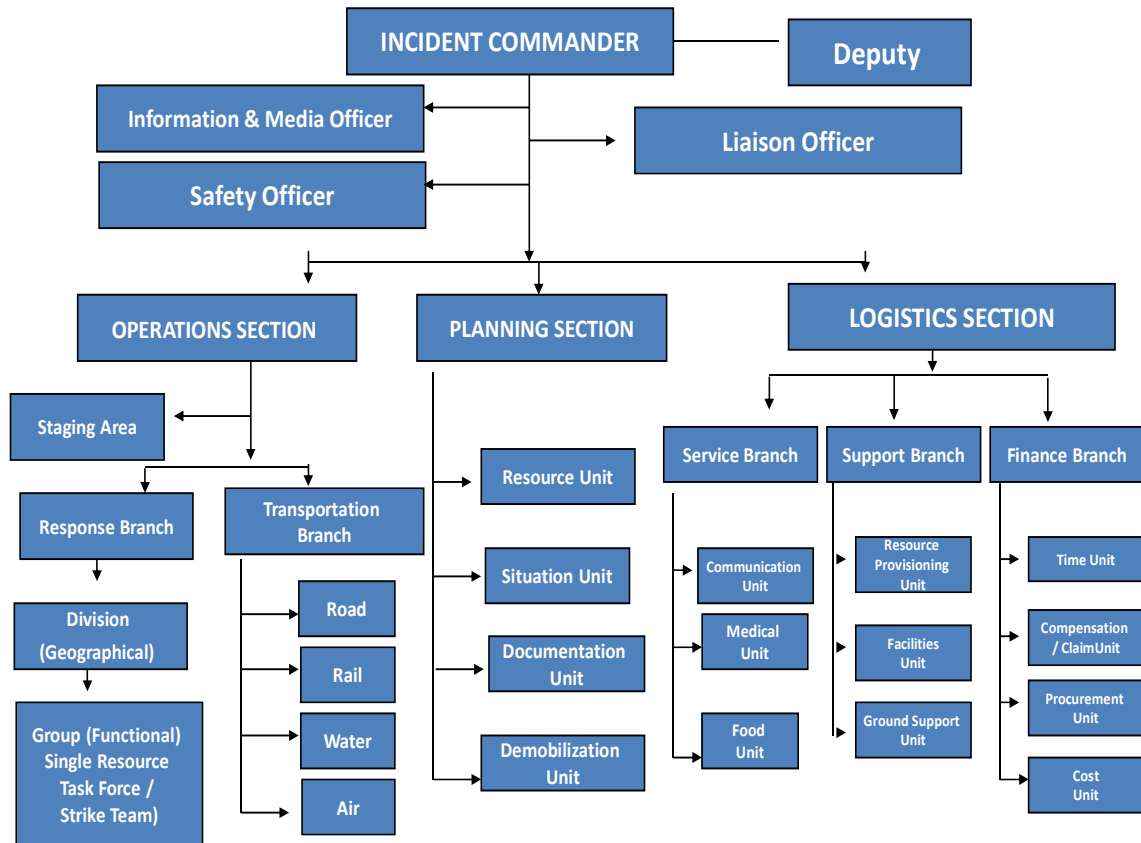 INCIDENT COMMANDER
Deputy
Information & Media Officer
Liaison Officer
Safety Officer
OPERATIONS SECTION
PLANNING SECTION
LOGISTICS SECTION
Staging Area
Response Branch
Transportation
Branch
Division
(Geographical)
Group (Functional)
Single Resource
Task Force /
Strike Team)
Road
Rail
Water
Air
Resource Unit
Situation Unit
Documentation
Unit
Demobilization
Unit
Service Branch
Support Branch
Finance Branch
Communication
Unit
Medical
Unit
Food
Unit
Resource
Provisioning
Unit
Facilities
Unit
Ground Support
Unit
Time Unit
Compensation
/ ClaimUnit
Procurement
Unit
Cost
Unit